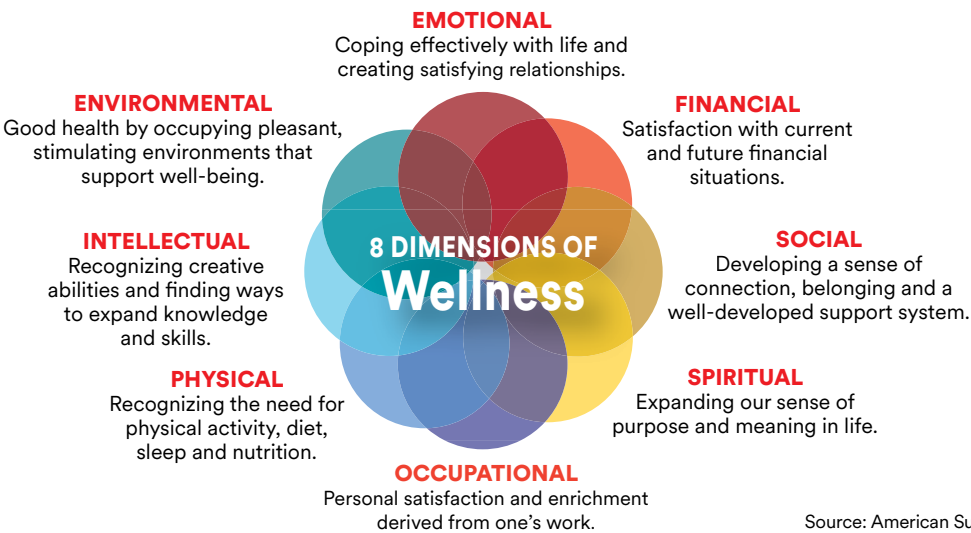 EMOTIONAL
Coping effectively with life and
creating satisfying relationships.
ENVIRONMENTAL
Good health by occupying pleasant,
stimulating environments that
support well-being.
FINANCIAL
Satisfaction with current
and future financial
situations.
INTELLECTUAL
Recognizing creative
abilities and finding ways
to expand knowledge
and skills.
8 DIMENSIONS OF
Wellness
SOCIAL
Developing a sense of
connection, belonging and a
well-developed support system.
PHYSICAL
Recognizing the need for
physical activity, diet,
sleep and nutrition.
SPIRITUAL
Expanding our sense of
purpose and meaning in life.
OCCUPATIONAL
Personal satisfaction and enrichment
derived from one's work.
Source: American